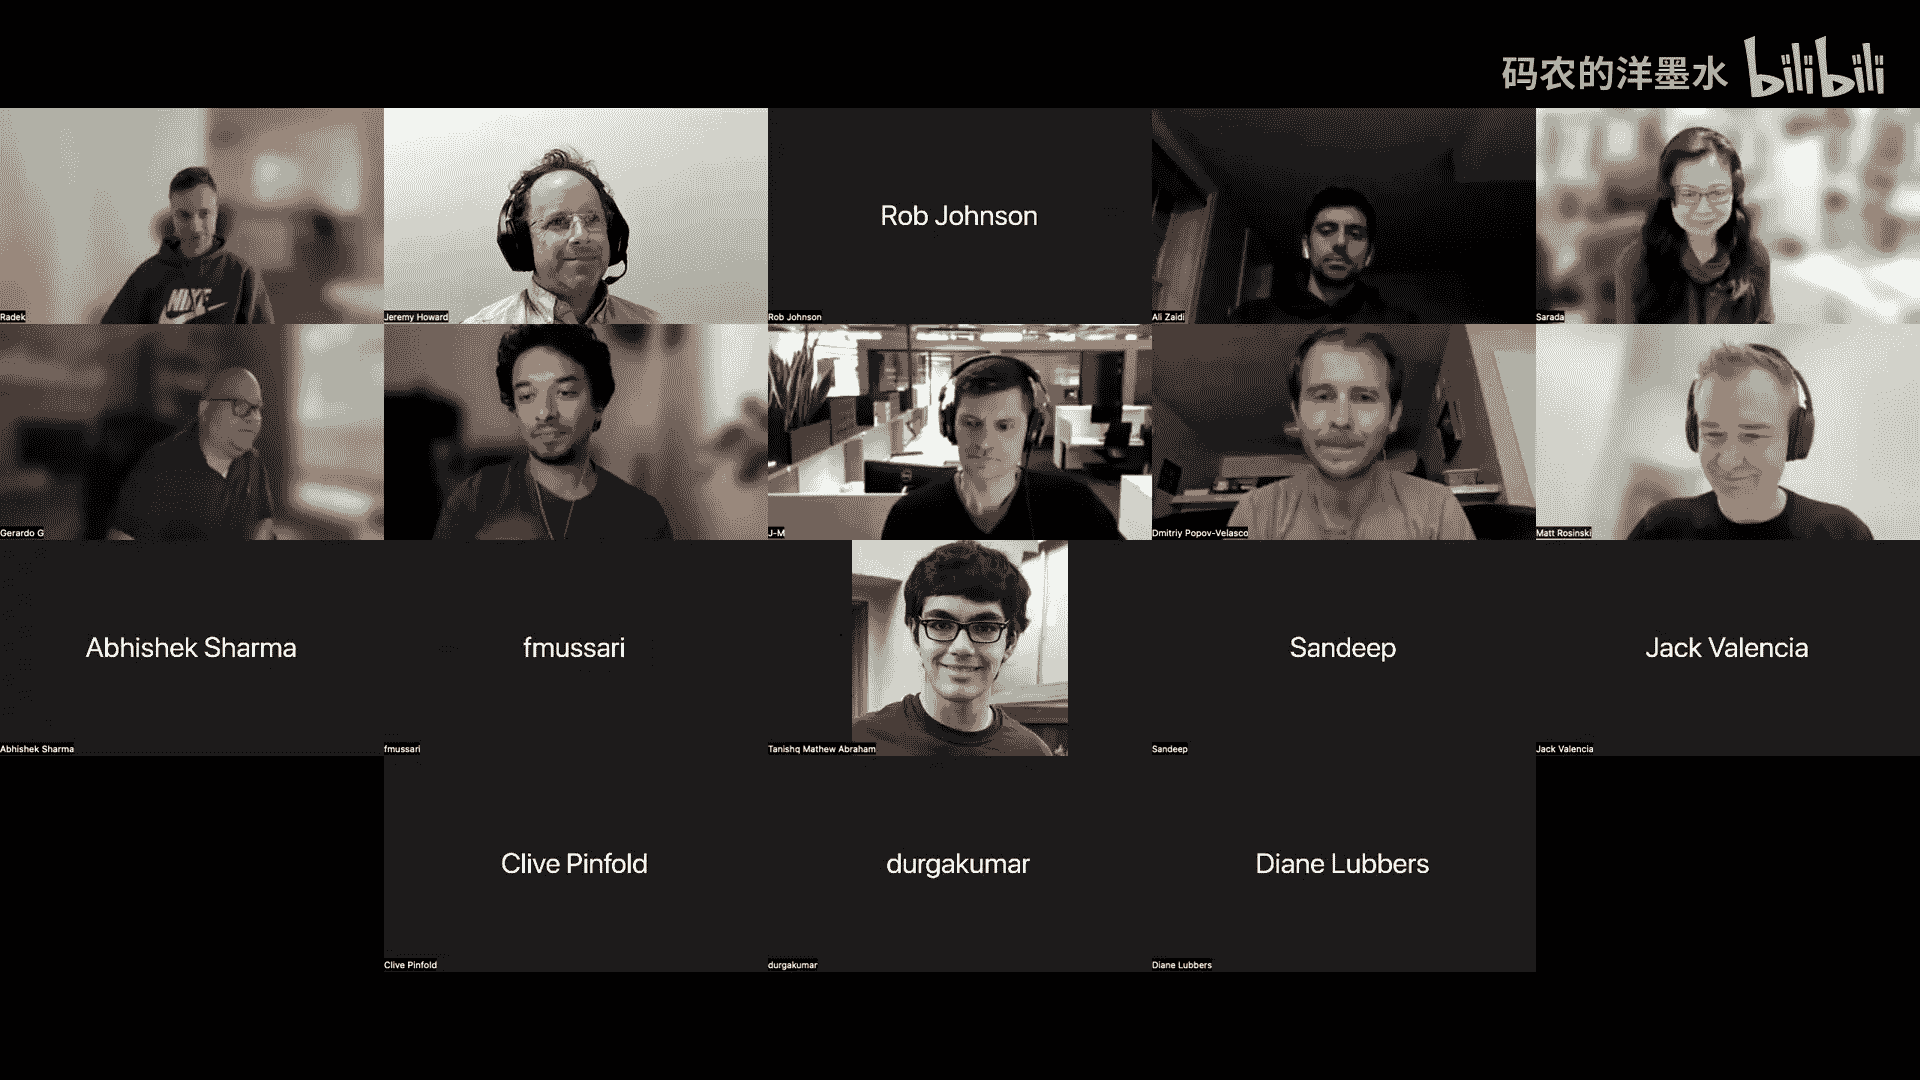 码农的洋墨水 bilibili
Rob Johnson
Radek
Jeremy Howard
Rob Johnson
Ali Zaidi
Sarada
NIKE
Gerardo G
J-M
Dmitriy Popov-Velasco
Matt Rosinski
Abhishek Sharma
fmussari
Sandeep
Jack Valencia
Abhishek Sharma
fmussari
Tanishq Mathew Abraham
Sandeep
Jack Valencia
Clive Pinfold
durgakumar
Diane Lubbers
Clive Pinfold
durgakumar
Diane Lubbers